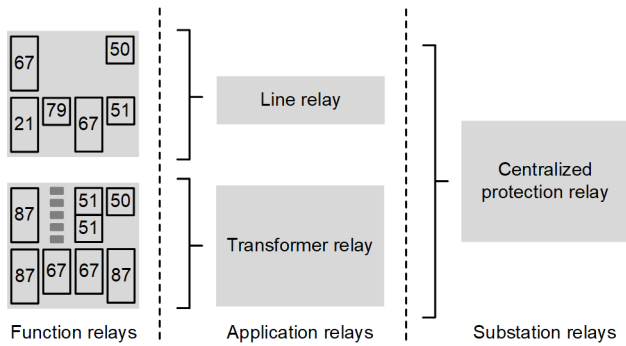 67
50
21
79
67
51
Line relay
87
51
50
51
87
67
67
87
Transformer relay
Centralized
protection relay
Function relays
Application relays
Substation relays